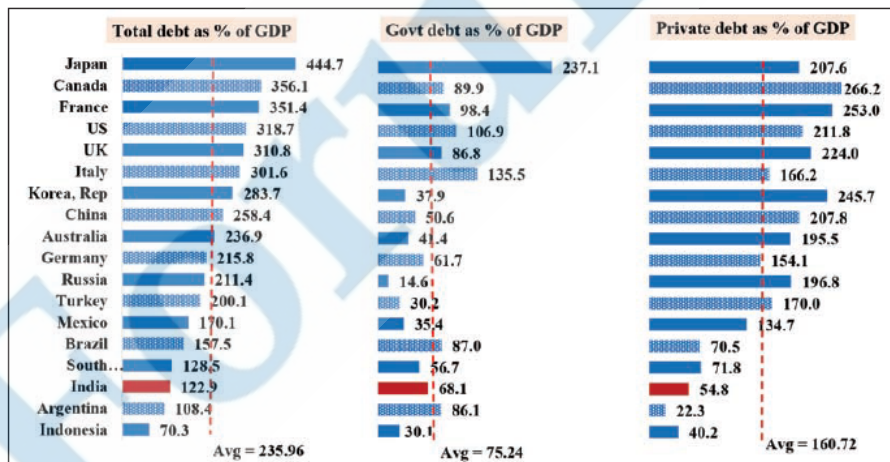 Total debt as % of GDP Govt debt as % of GDP Private debt as % of GDP
Japan 444.7 237.1 207.6
Canada 356.1 89.9 266.2
France 351.4 98.4 253.0
US 318.7 106.9 211.8
UK 310.8 86.8 224.0
Italy 301.6 135.5 166.2
Korea, Rep 283.7 37.9 245.7
China 258.4 50.6 207.8
Australia 236.9 41.4 195.5
Germany 215.8 61.7 154.1
Russia 211.4 14.6 196.8
Turkey 200.1 30.2 170.0
Mexico 170.1 35.4 134.7
Brazil 157.5 87.0 70.5
South... 128.5 56.7 71.8
India 122.9 68.1 54.8
Argentina 108.4 86.1 22.3
Indonesia 70.3 30.1 40.2
Avg = 235.96 Avg = 75.24 Avg = 160.72